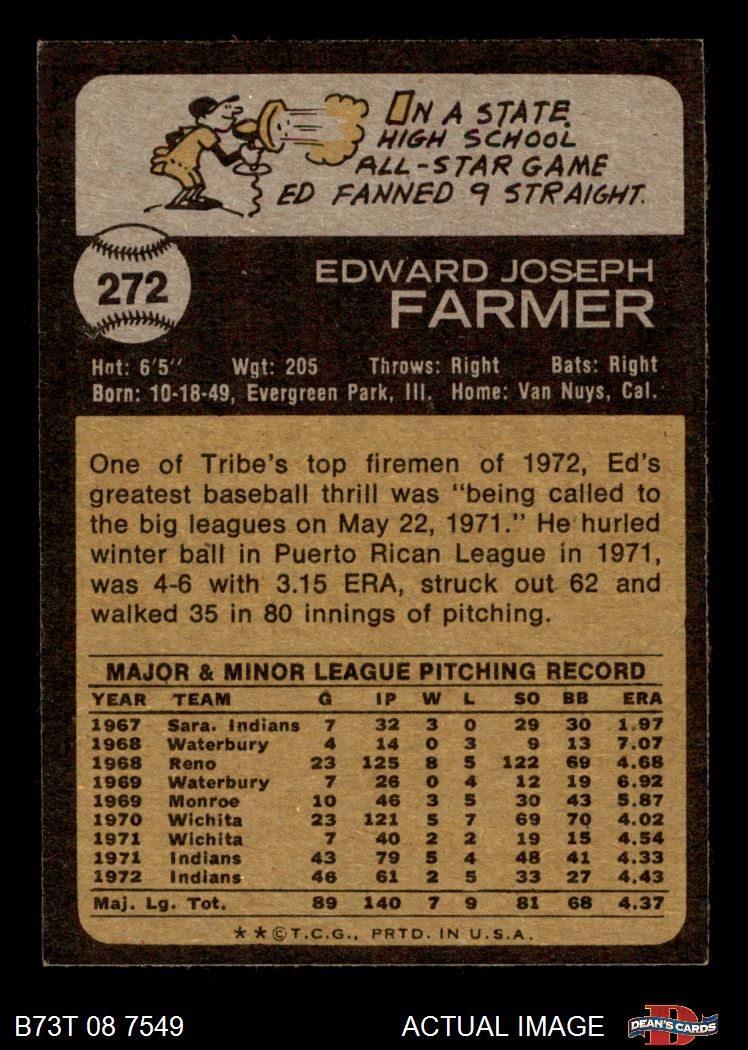 ON A STATE
HIGH SCHOOL
ALL-STAR GAME
ED FANNED 9 STRAIGHT.
272
EDWARD JOSEPH
FARMER
Hgt: 6'5" Wgt: 205 Throws: Right Bats: Right
Born: 10-18-49, Evergreen Park, Ill. Home: Van Nuys, Cal.
One of Tribe's top firemen of 1972, Ed's
greatest baseball thrill was "being called to
the big leagues on May 22, 1971." He hurled
winter ball in Puerto Rican League in 1971,
was 4-6 with 3.15 ERA, struck out 62 and
walked 35 in 80 innings of pitching.
MAJOR & MINOR LEAGUE PITCHING RECORD
YEAR TEAM G IP W L SO BB ERA
1967 Sara. Indians 7 32 3 0 29 30 1.97
1968 Waterbury 4 14 0 3 9 13 7.07
1968 Reno 23 125 8 5 122 69 4.68
1969 Waterbury 7 26 0 4 12 19 6.92
1969 Monroe 10 46 3 5 30 43 5.87
1970 Wichita 23 121 5 7 69 70 4.02
1971 Wichita 7 40 2 2 19 15 4.54
1971 Indians 43 79 5 4 48 41 4.33
1972 Indians 46 61 2 5 33 27 4.43
Maj. Lg. Tot. 89 140 7 9 81 68 4.37
**©T.C.G., PRTD. IN U.S.A.
B73T 08 7549 ACTUAL IMAGE D DEAN'S CARDS